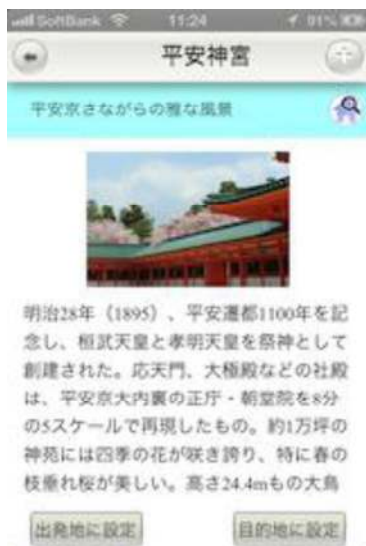 SoftBank 11:24 91%
平安神宮
平安京さながらの雅な風景
明治28年（1895）、平安遷都1100年を記
念し、桓武天皇と孝明天皇を祭神として
創建された。応天門、大極殿などの社殿
は、平安京大内裏の正庁・朝堂院を8分
の5スケールで再現したもの。約1万坪の
神苑には四季の花が咲き誇り、特に春の
枝垂れ桜が美しい。高さ24.4mもの大鳥
出発地に設定 目的地に設定